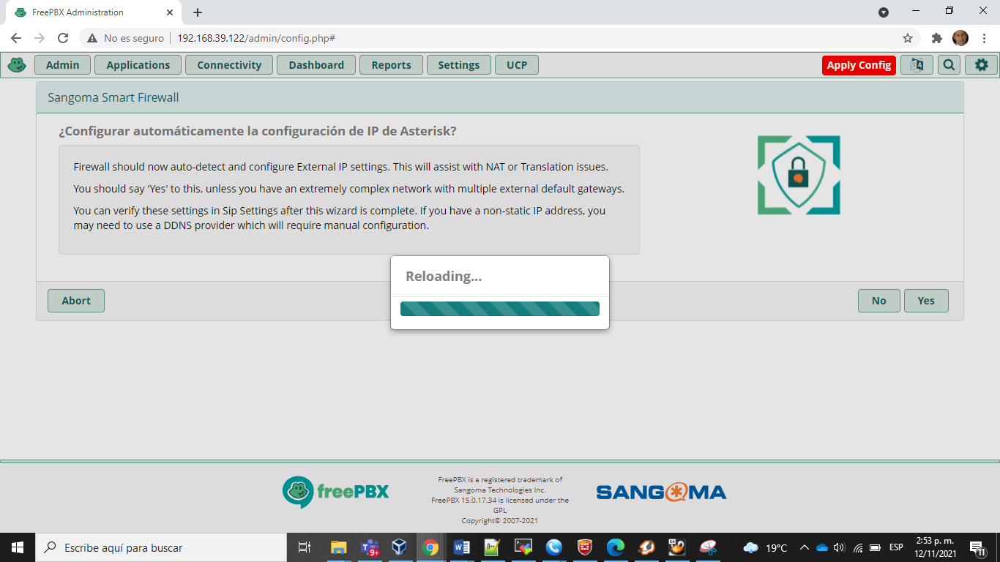 FreePBX Administration
No es seguro
192.168.39.122/admin/config.php#
Admin
Applications
Connectivity
Dashboard
Reports
Settings
UCP
Apply Config
Sangoma Smart Firewall
¿Configurar automáticamente la configuración de IP de Asterisk?
Firewall should now auto-detect and configure External IP settings. This will assist with NAT or Translation issues.
You should say 'Yes' to this, unless you have an extremely complex network with multiple external default gateways.
You can verify these settings in Sip Settings after this wizard is complete. If you have a non-static IP address, you
may need to use a DDNS provider which will require manual configuration.
Reloading...
Abort
No
Yes
freePBX
FreePBX is a registered trademark of
Sangoma Technologies Inc.
FreePBX 15.0.17.34 is licensed under the
GPL
Copyright© 2007-2021
SANGOMA
Escribe aquí para buscar
9+
19°C
ESP
2:53 p. m.
12/11/2021
11